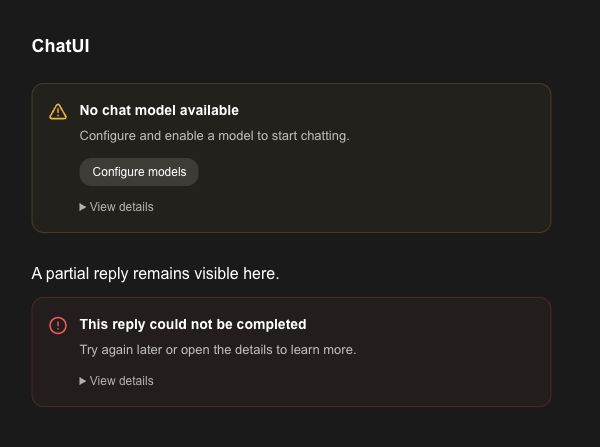 ChatUI
No chat model available
Configure and enable a model to start chatting.
Configure models
View details
A partial reply remains visible here.
This reply could not be completed
Try again later or open the details to learn more.
View details